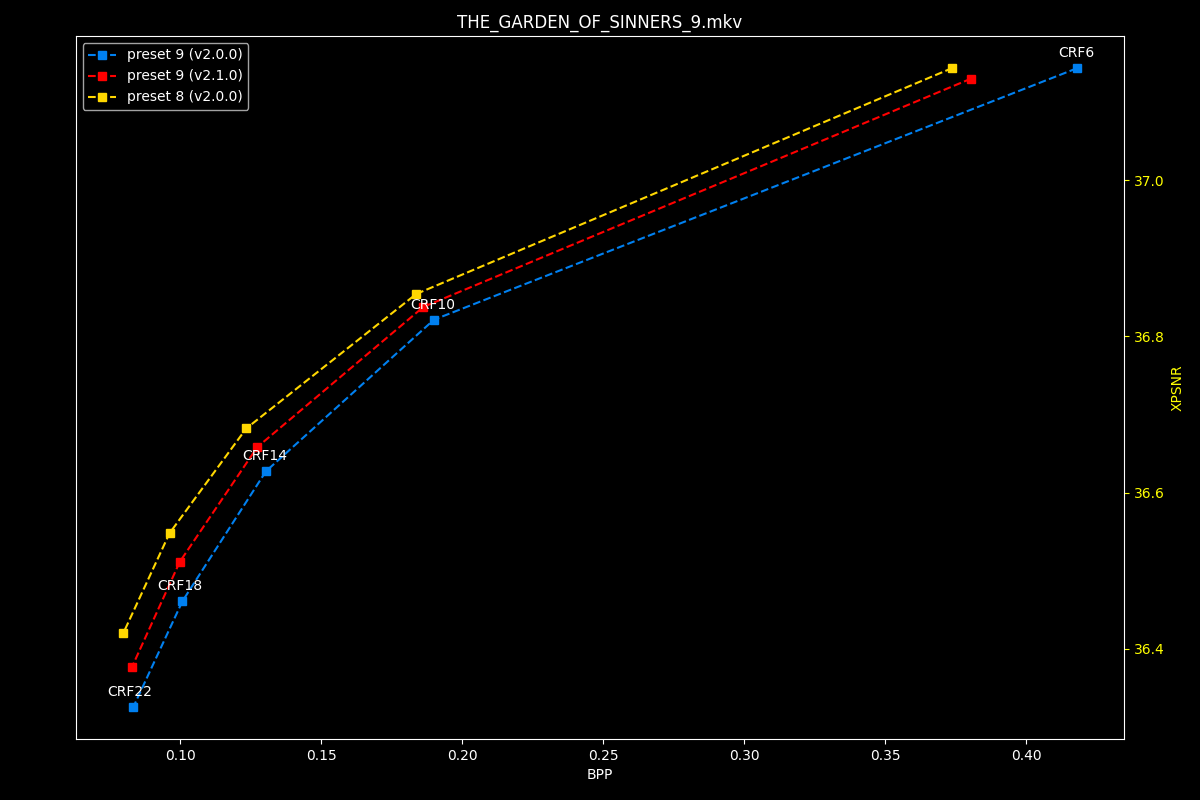 THE_GARDEN_OF_SINNERS_9.mkv
preset 9 (v2.0.0)
preset 9 (v2.1.0)
preset 8 (v2.0.0)
CRF6
37.0
CRF10
36.8
XPSNR
CRF14
36.6
CRF18
36.4
CRF22
0.10 0.15 0.20 0.25 0.30 0.35 0.40
BPP